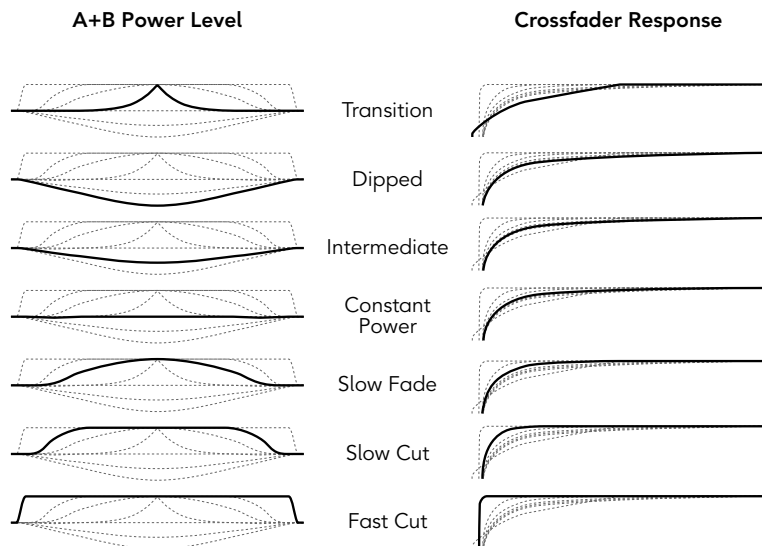 A+B Power Level
Crossfader Response
Transition
Dipped
Intermediate
Constant
Power
Slow Fade
Slow Cut
Fast Cut